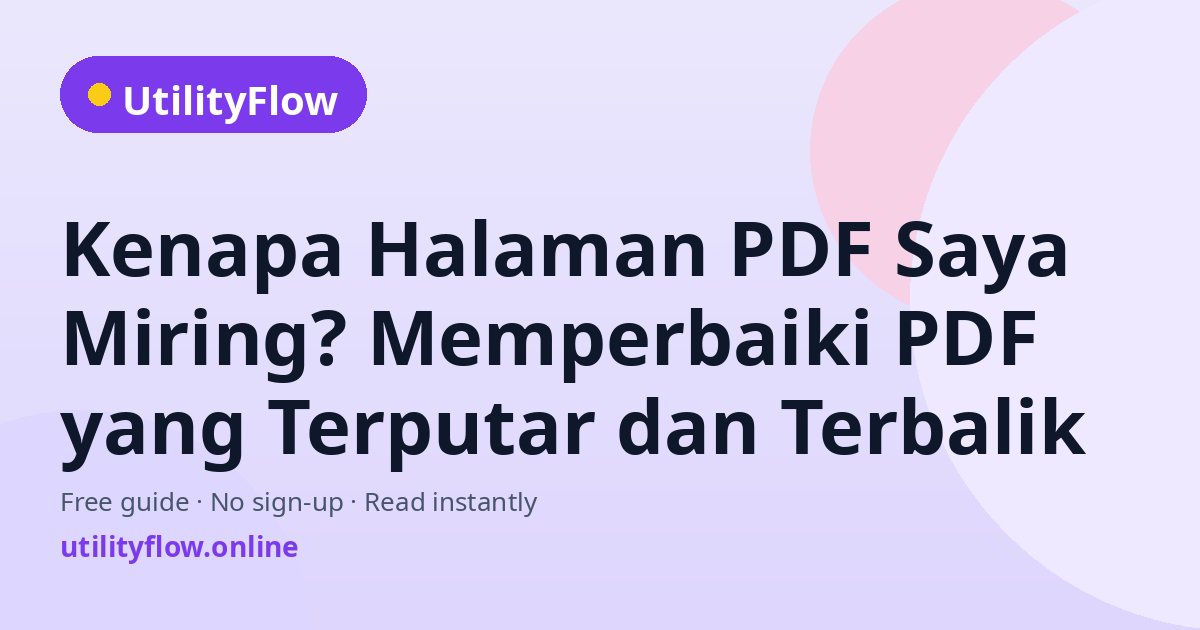 UtilityFlow
Kenapa Halaman PDF Saya
Miring? Memperbaiki PDF
yang Terputar dan Terbalik
Free guide · No sign-up · Read instantly
utilityflow.online